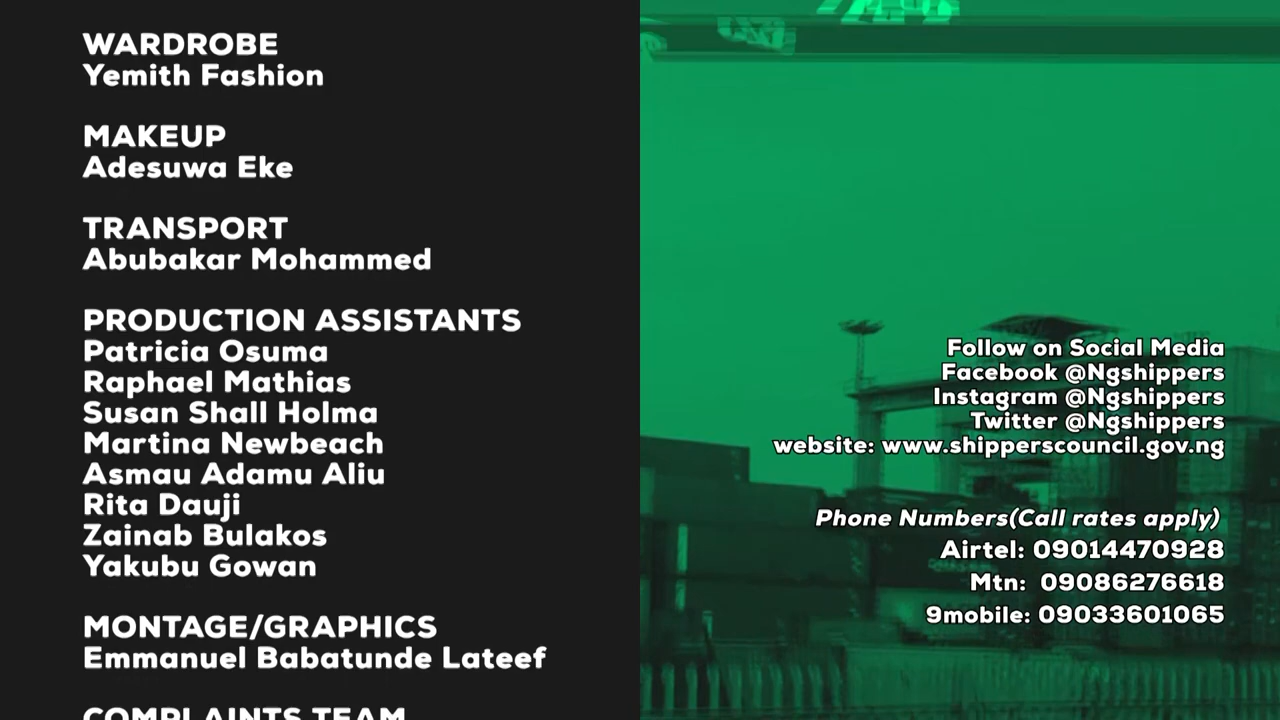 WARDROBE
Yemith Fashion
MAKEUP
Adesuwa Eke
TRANSPORT
Abubakar Mohammed
PRODUCTION ASSISTANTS
Patricia Osuma
Raphael Mathias
Susan Shall Holma
Martina Newbeach
Asmau Adamu Aliu
Rita Dauji
Zainab Bulakos
Yakubu Gowan
MONTAGE/GRAPHICS
Emmanuel Babatunde Lateef
COMPLAINTS TEAM
Follow on Social Media
Facebook @Ngshippers
Instagram @Ngshippers
Twitter @Ngshippers
website: www.shipperscouncil.gov.ng
Phone Numbers(Call rates apply)
Airtel: 09014470928
Mtn: 09086276618
9mobile: 09033601065